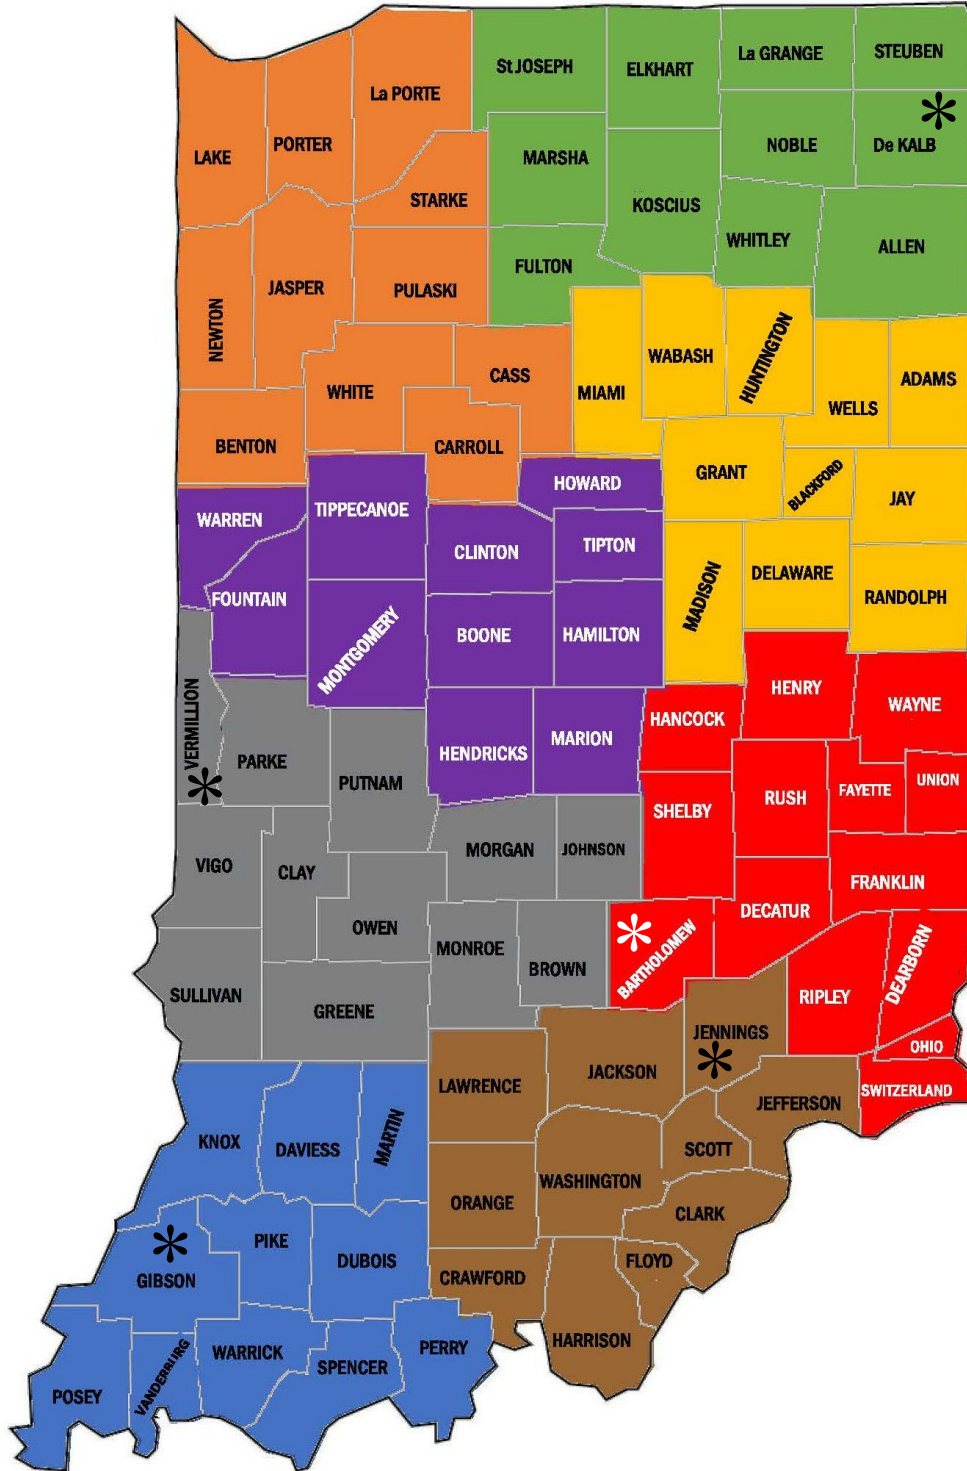 StJOSEPH
ELKHART
La GRANGE
STEUBEN
La PORTE
LAKE
PORTER
MARSHA
NOBLE
De KALB
*
STARKE
KOSCIUS
WHITLEY
ALLEN
FULTON
JASPER
PULASKI
NEWTON
WABASH
HUNTINGTON
MIAMI
WHITE
CASS
WELLS
ADAMS
BENTON
CARROLL
GRANT
BLACKFORD
JAY
HOWARD
WARREN
TIPPECANOE
CLINTON
TIPTON
MADISON
DELAWARE
RANDOLPH
FOUNTAIN
MONTGOMERY
BOONE
HAMILTON
HENRY
WAYNE
HANCOCK
VERMILLION
*
PARKE
PUTNAM
HENDRICKS
MARION
SHELBY
RUSH
FAYETTE
UNION
VIGO
CLAY
MORGAN
JOHNSON
FRANKLIN
OWEN
DECATUR
MONROE
BROWN
*
BARTHOLOMEW
RIPLEY
DEARBORN
SULLIVAN
GREENE
JENNINGS
*
OHIO
LAWRENCE
JACKSON
JEFFERSON
SWITZERLAND
KNOX
DAVIESS
MARTIN
SCOTT
ORANGE
WASHINGTON
CLARK
*
GIBSON
PIKE
DUBOIS
CRAWFORD
FLOYD
HARRISON
POSEY
VANDERBURG
WARRICK
SPENCER
PERRY